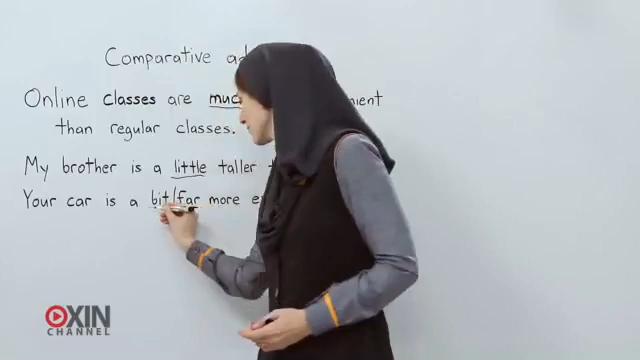 Comparative
Online classes are much
than regular classes.
My brother is a little taller
Your car is a bit/far more
OXIN
CHANNEL